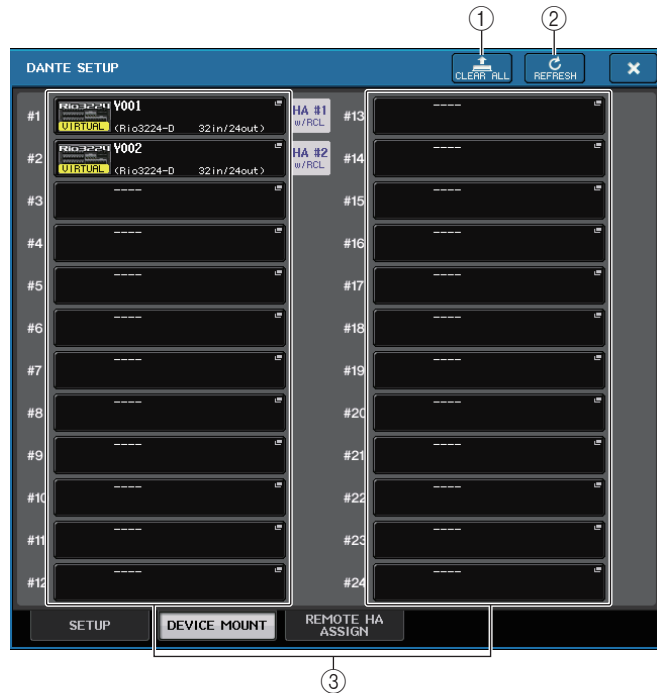 ① ②
DANTE SETUP CLEAR ALL REFRESH ×
#1 Rio3224 VIRTUAL Y001 (Rio3224-D 32in/24out) HA #1 w/RCL #13 ----
#2 Rio3224 VIRTUAL Y002 (Rio3224-D 32in/24out) HA #2 w/RCL #14 ----
#3 ---- #15 ----
#4 ---- #16 ----
#5 ---- #17 ----
#6 ---- #18 ----
#7 ---- #19 ----
#8 ---- #20 ----
#9 ---- #21 ----
#10 ---- #22 ----
#11 ---- #23 ----
#12 ---- #24 ----
SETUP DEVICE MOUNT REMOTE HA ASSIGN
③